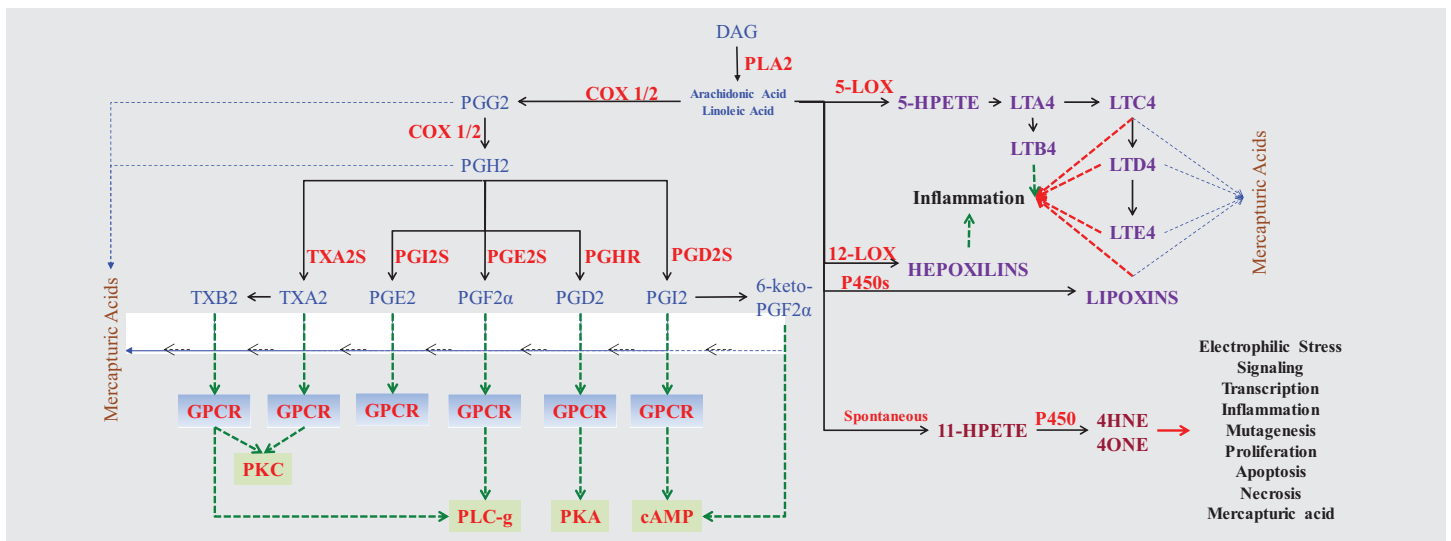 DAG
PLA2
Arachidonic Acid
Linoleic Acid
COX 1/2
PGG2
COX 1/2
PGH2
TXA2S
PGI2S
PGE2S
PGHR
PGD2S
TXB2
TXA2
PGE2
PGF2α
PGD2
PGI2
6-keto-
PGF2α
Mercapturic Acids
GPCR
GPCR
GPCR
GPCR
GPCR
GPCR
PKC
PLC-g
PKA
cAMP
5-LOX
5-HPETE
LTA4
LTC4
LTB4
LTD4
Inflammation
LTE4
Mercapturic Acids
12-LOX
HEPOXILINS
P450s
LIPOXINS
Spontaneous
11-HPETE
P450
4HNE
4ONE
Electrophilic Stress
Signaling
Transcription
Inflammation
Mutagenesis
Proliferation
Apoptosis
Necrosis
Mercapturic acid